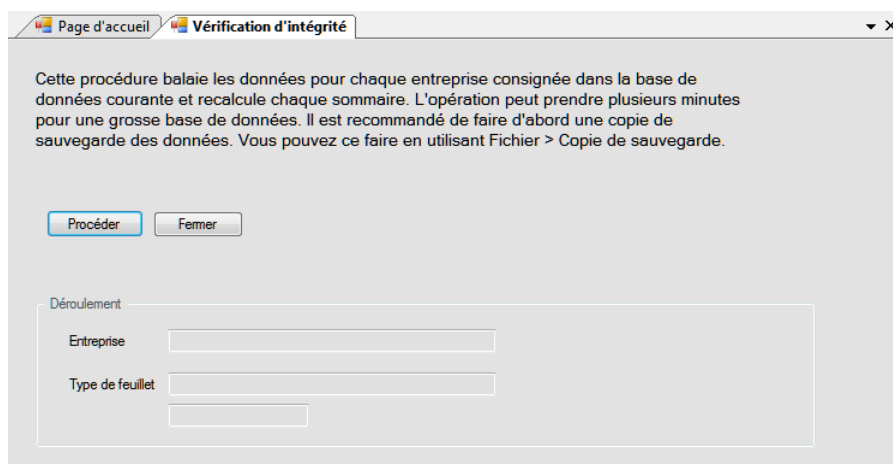 Page d'accueil Vérification d'intégrité
Cette procédure balaie les données pour chaque entreprise consignée dans la base de
données courante et recalcule chaque sommaire. L'opération peut prendre plusieurs minutes
pour une grosse base de données. Il est recommandé de faire d'abord une copie de
sauvegarde des données. Vous pouvez ce faire en utilisant Fichier > Copie de sauvegarde.
Procéder Fermer
Déroulement
Entreprise
Type de feuillet